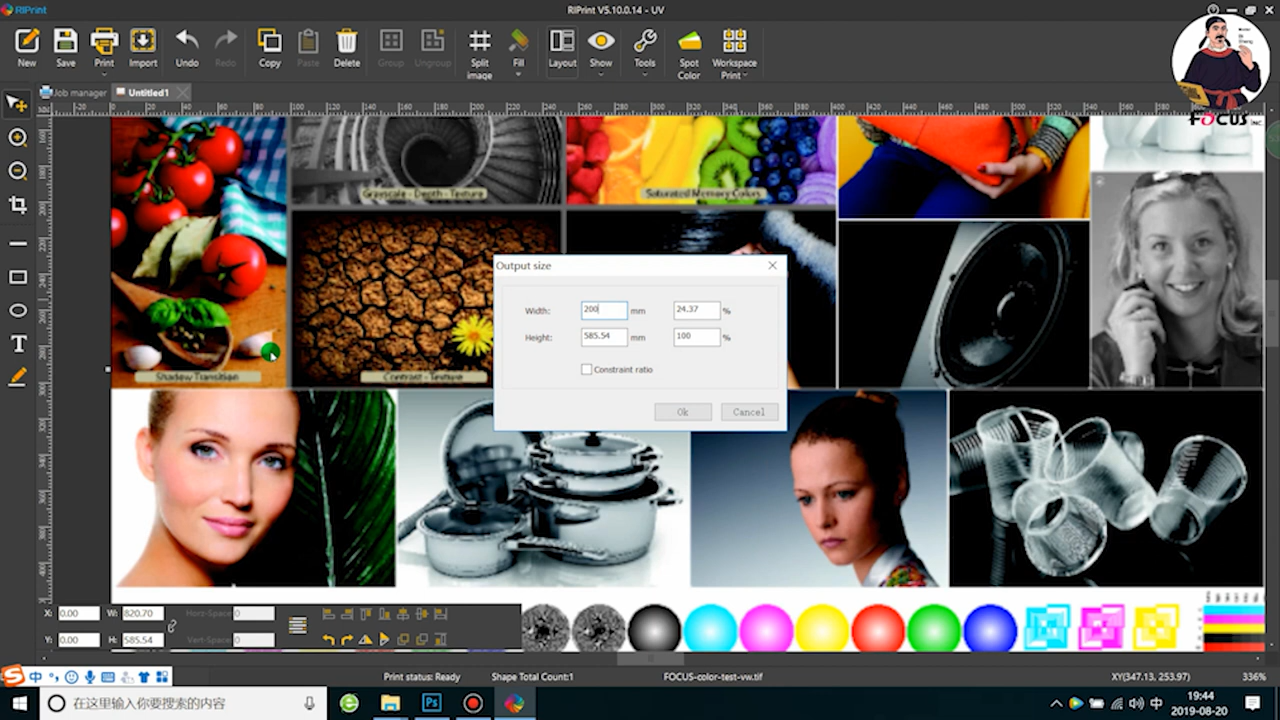 RIPrint
RIPrint V5.10.0.14 - UV
New
Save
Print
Import
Undo
Redo
Copy
Paste
Delete
Group
Ungroup
Split image
Fill
Layout
Show
Tools
Spot Color
Workspace Print
FOCUS INC.
Job manager
Untitled1
Grayscale - Depth - Texture
Saturated Memory Colors
Shadow Transition
Contrast - Texture
Output size
Width: 200 mm 24.37 %
Height: 585.54 mm 100 %
Constraint ratio
Ok
Cancel
X: 0.00 W: 820.70 Horz-Space 0
Y: 0.00 H: 585.54 Vert-Space 0
中
Print status: Ready
Shape Total Count:1
FOCUS-color-test-vw.tif
XY(347.13, 253.97)
336%
在这里输入你要搜索的内容
Ps
中
19:44
2019-08-20